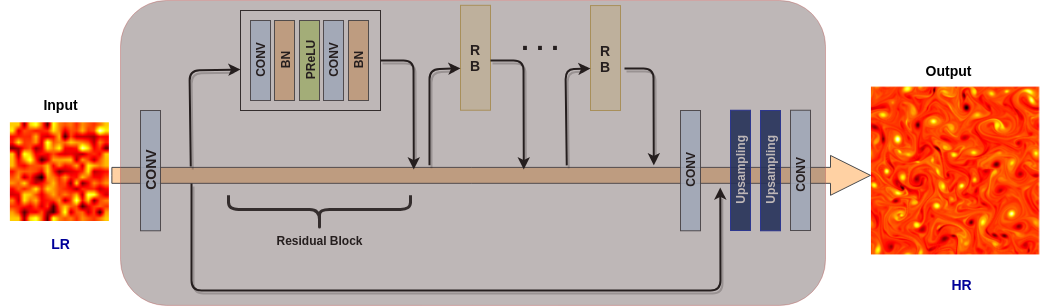 Input
LR
CONV
CONV
BN
PReLU
CONV
BN
Residual Block
R
B
. . .
R
B
CONV
Upsampling
Upsampling
CONV
Output
HR